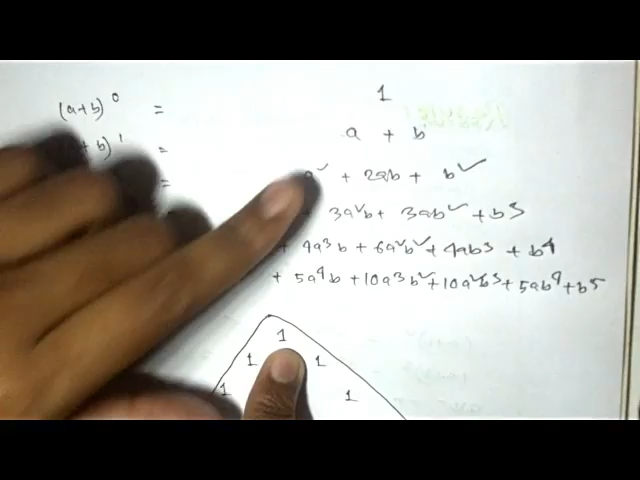 (a+b)⁰ = 1
b)¹ = a + b
= a² + 2ab + b²
3a²b + 3ab² + b³
+ 4a³b + 6a²b² + 4ab³ + b⁴
+ 5a⁴b + 10a³b² + 10a²b³ + 5ab⁴ + b⁵
1
1 1
1 1